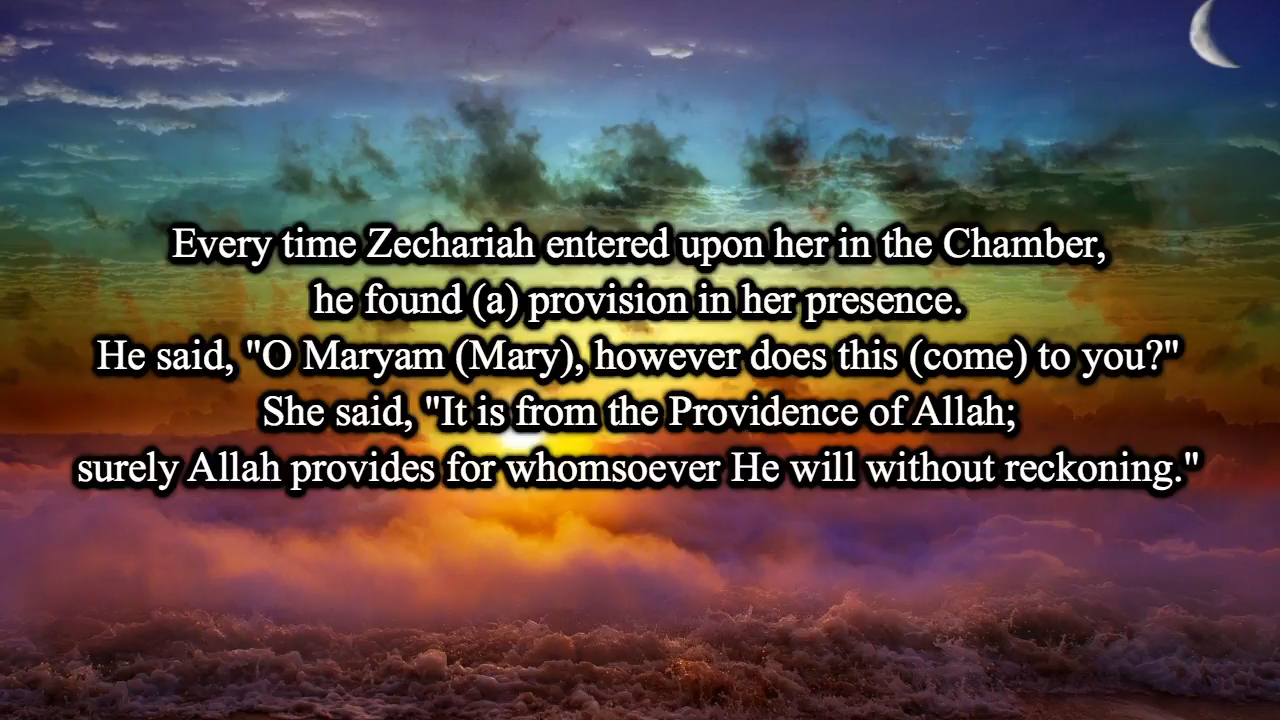 Every time Zechariah entered upon her in the Chamber,
he found (a) provision in her presence.
He said, "O Maryam (Mary), however does this (come) to you?"
She said, "It is from the Providence of Allah;
surely Allah provides for whomsoever He will without reckoning."